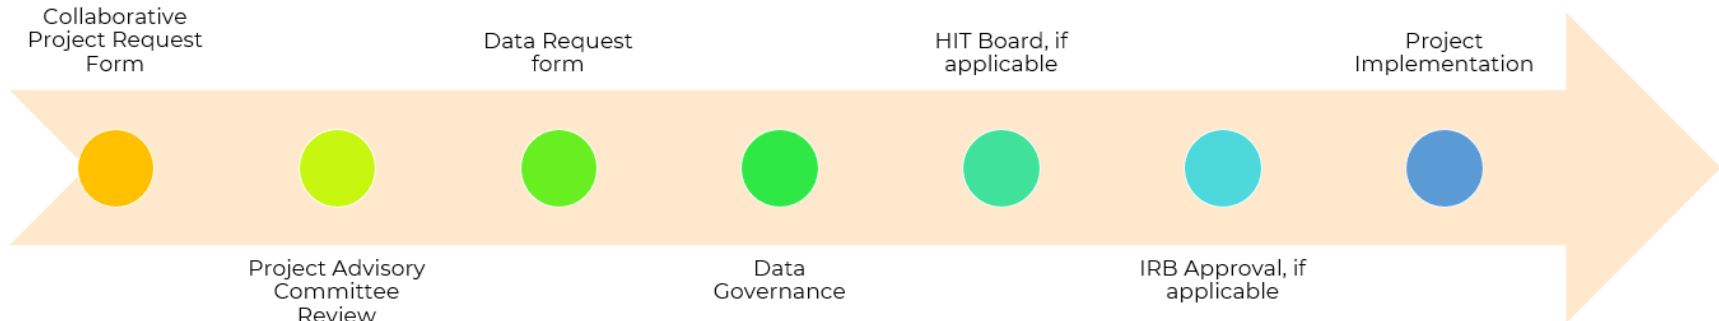 Collaborative
Project Request
Form
Project Advisory
Committee
Review
Data Request
form
Data
Governance
HIT Board, if
applicable
IRB Approval, if
applicable
Project
Implementation